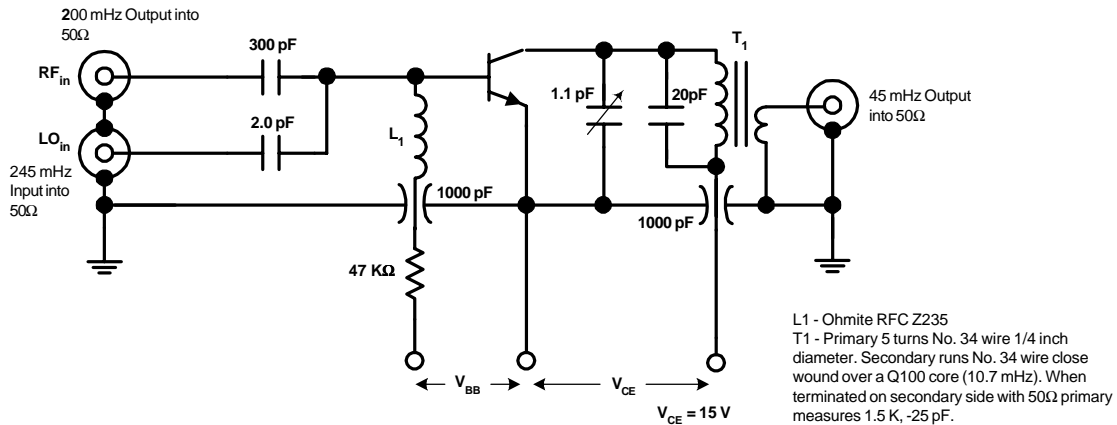 200 mHz Output into
50Ω
RFin
300 pF
LOin
2.0 pF
245 mHz
Input into
50Ω
L1
1000 pF
47 KΩ
1.1 pF
20pF
T1
45 mHz Output
into 50Ω
1000 pF
VBB
VCE
VCE = 15 V
L1 - Ohmite RFC Z235
T1 - Primary 5 turns No. 34 wire 1/4 inch
diameter. Secondary runs No. 34 wire close
wound over a Q100 core (10.7 mHz). When
terminated on secondary side with 50Ω primary
measures 1.5 K, -25 pF.